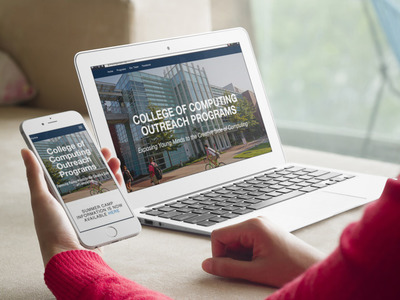 COLLEGE OF COMPUTING
OUTREACH PROGRAMS
Exposing Young Minds to the Creative Side of Computing!
College of
Computing
Outreach
Programs
SUMMER CAMP
INFORMATION IS NOW
AVAILABLE HERE